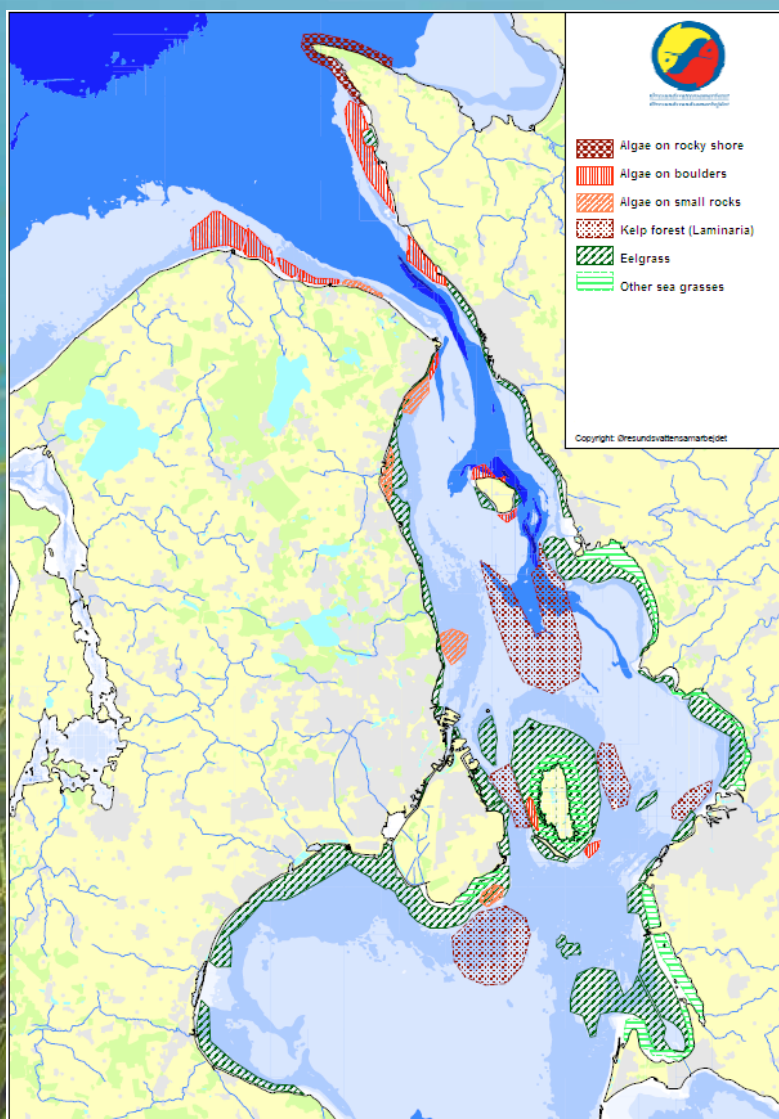 Algae on rocky shore
Algae on boulders
Algae on small rocks
Kelp forest (Laminaria)
Eelgrass
Other sea grasses
Copyright: Øresundsvattensamarbejdet